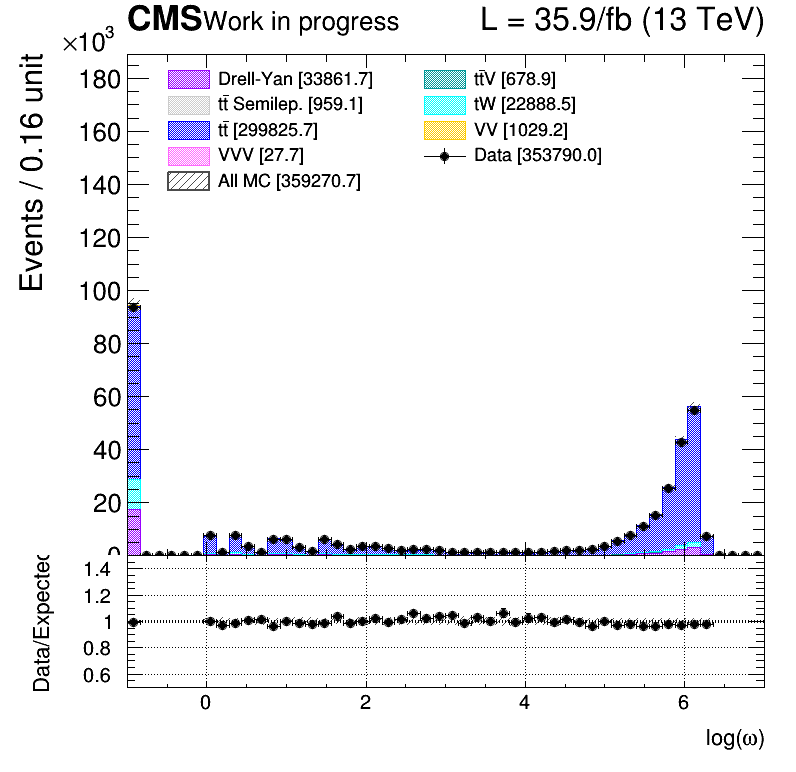 CMS Work in progress L = 35.9/fb (13 TeV)
×10³
Events / 0.16 unit
180
160
140
120
100
80
60
40
20
0
Drell-Yan [33861.7]
tt̄ Semilep. [959.1]
tt̄ [299825.7]
VVV [27.7]
All MC [359270.7]
tt̄V [678.9]
tW [22888.5]
VV [1029.2]
Data [353790.0]
Data/Expected
1.4
1.2
1
0.8
0.6
0 2 4 6
log(ω)